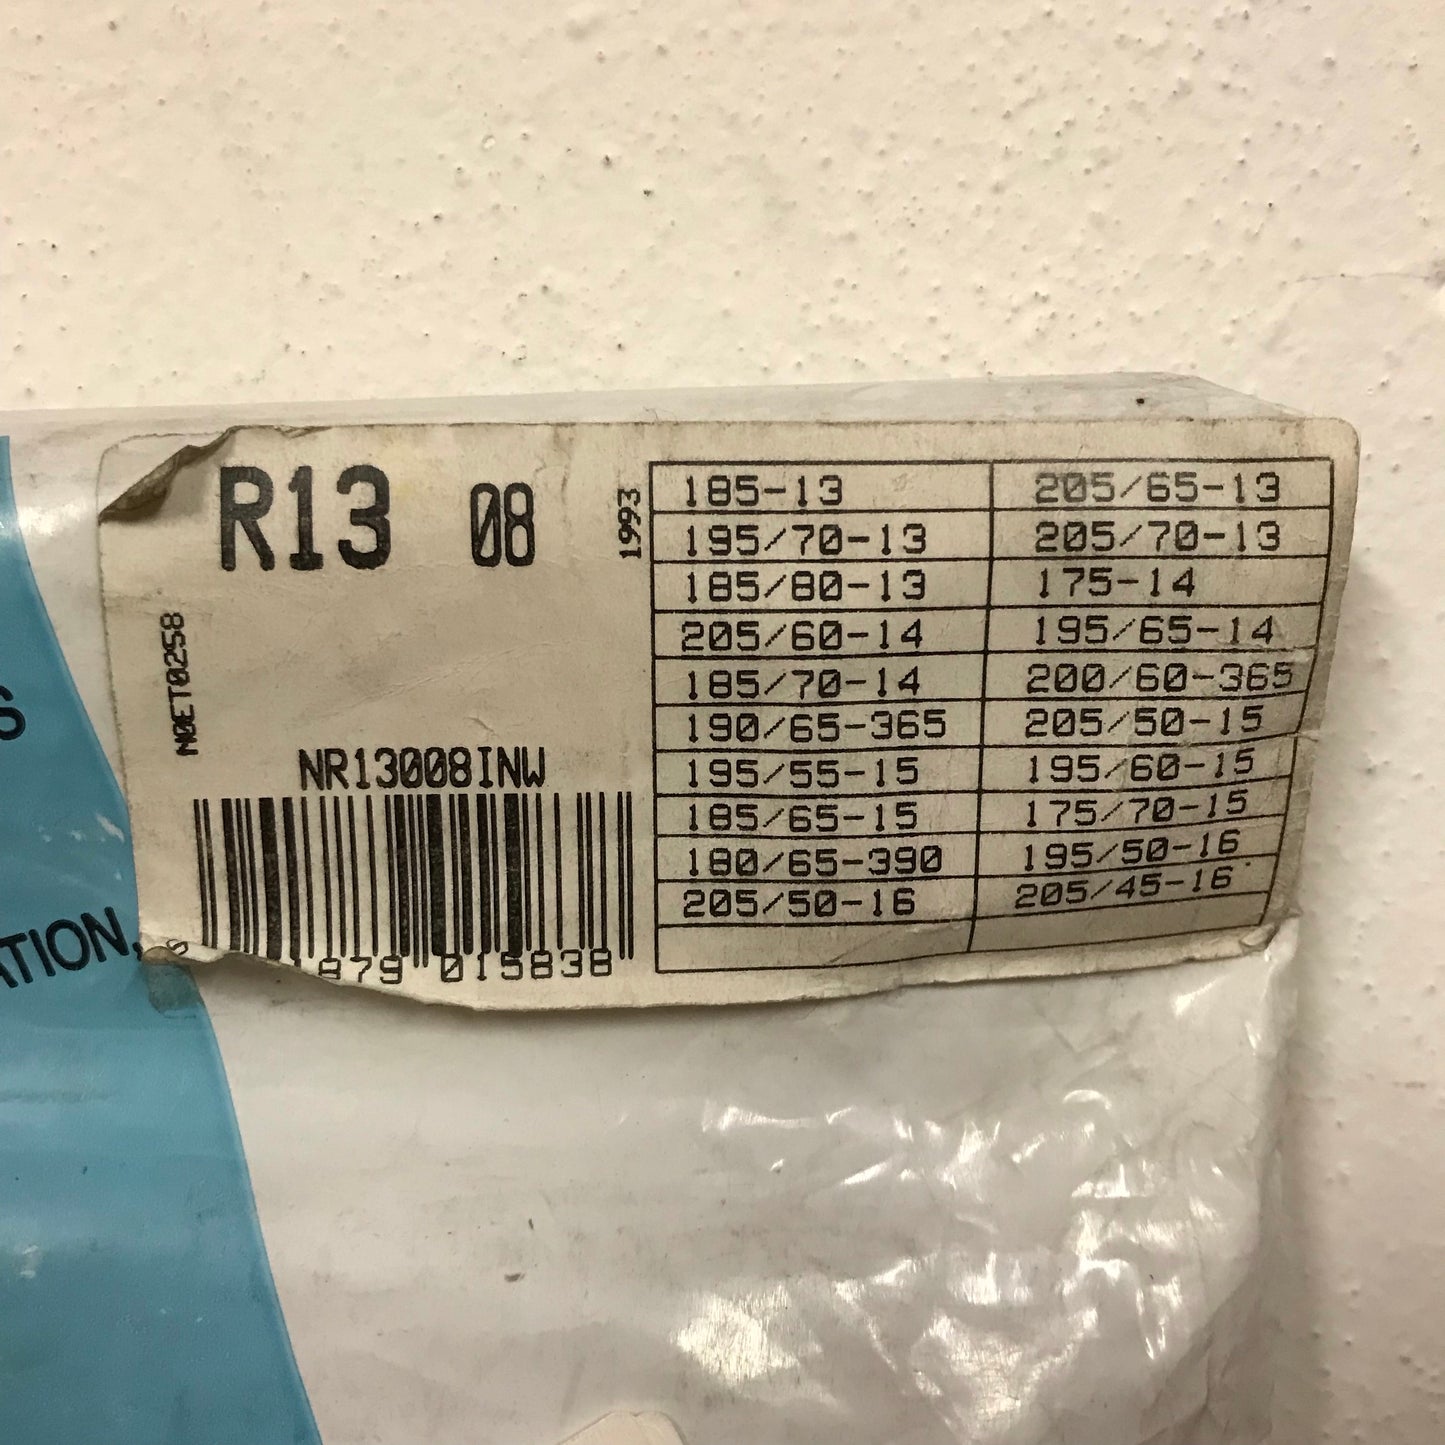 R13 08
1993
N0ET0258
NR13008INW
879 015838
185-13 205/65-13
195/70-13 205/70-13
185/80-13 175-14
205/60-14 195/65-14
185/70-14 200/60-365
190/65-365 205/50-15
195/55-15 195/60-15
185/65-15 175/70-15
180/65-390 195/50-16
205/50-16 205/45-16
S
ATION,